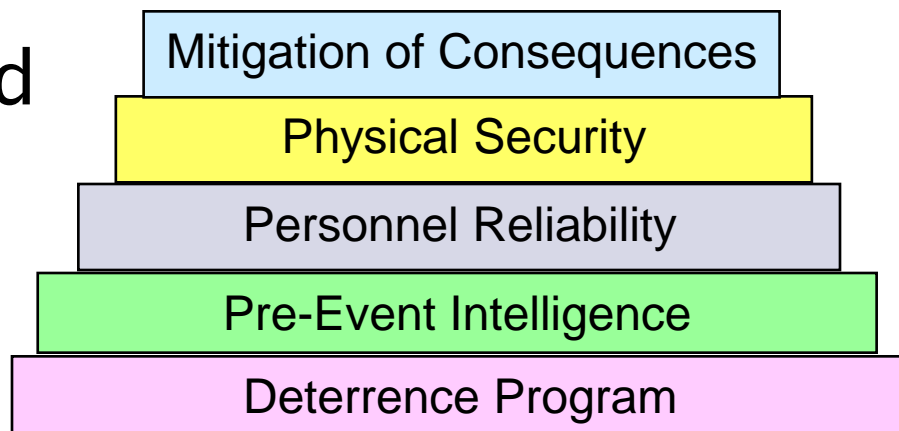 d
Mitigation of Consequences
Physical Security
Personnel Reliability
Pre-Event Intelligence
Deterrence Program